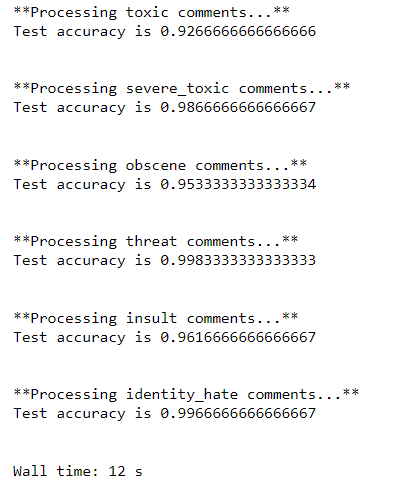 **Processing toxic comments...**
Test accuracy is 0.9266666666666666
**Processing severe_toxic comments...**
Test accuracy is 0.9866666666666667
**Processing obscene comments...**
Test accuracy is 0.9533333333333334
**Processing threat comments...**
Test accuracy is 0.9983333333333333
**Processing insult comments...**
Test accuracy is 0.9616666666666667
**Processing identity_hate comments...**
Test accuracy is 0.9966666666666667
Wall time: 12 s